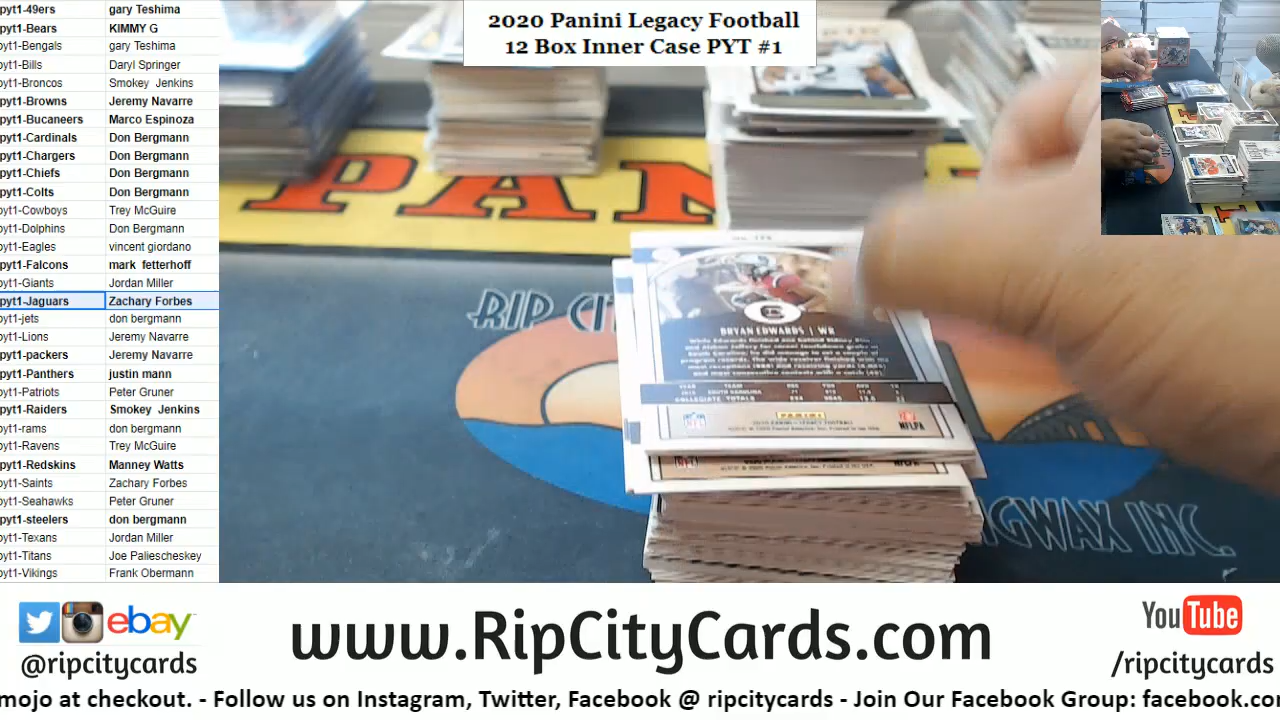 pyt1-49ers gary Teshima
pyt1-Bears KIMMY G
pyt1-Bengals gary Teshima
pyt1-Bills Daryl Springer
pyt1-Broncos Smokey Jenkins
pyt1-Browns Jeremy Navarre
pyt1-Bucaneers Marco Espinoza
pyt1-Cardinals Don Bergmann
pyt1-Chargers Don Bergmann
pyt1-Chiefs Don Bergmann
pyt1-Colts Don Bergmann
pyt1-Cowboys Trey McGuire
pyt1-Dolphins Don Bergmann
pyt1-Eagles vincent giordano
pyt1-Falcons mark fetterhoff
pyt1-Giants Jordan Miller
pyt1-Jaguars Zachary Forbes
pyt1-jets don bergmann
pyt1-Lions Jeremy Navarre
pyt1-packers Jeremy Navarre
pyt1-Panthers justin mann
pyt1-Patriots Peter Gruner
pyt1-Raiders Smokey Jenkins
pyt1-rams don bergmann
pyt1-Ravens Trey McGuire
pyt1-Redskins Manney Watts
pyt1-Saints Zachary Forbes
pyt1-Seahawks Peter Gruner
pyt1-steelers don bergmann
pyt1-Texans Jordan Miller
pyt1-Titans Joe Paliescheskey
pyt1-Vikings Frank Obermann
2020 Panini Legacy Football
12 Box Inner Case PYT #1
PAN
RIP CI
BRYAN EDWARDS | WR
PANINI
NFLPA
NGWAX INC.
ebay
@ripcitycards
www.RipCityCards.com
YouTube
/ripcitycards
mojo at checkout. - Follow us on Instagram, Twitter, Facebook @ ripcitycards - Join Our Facebook Group: facebook.co